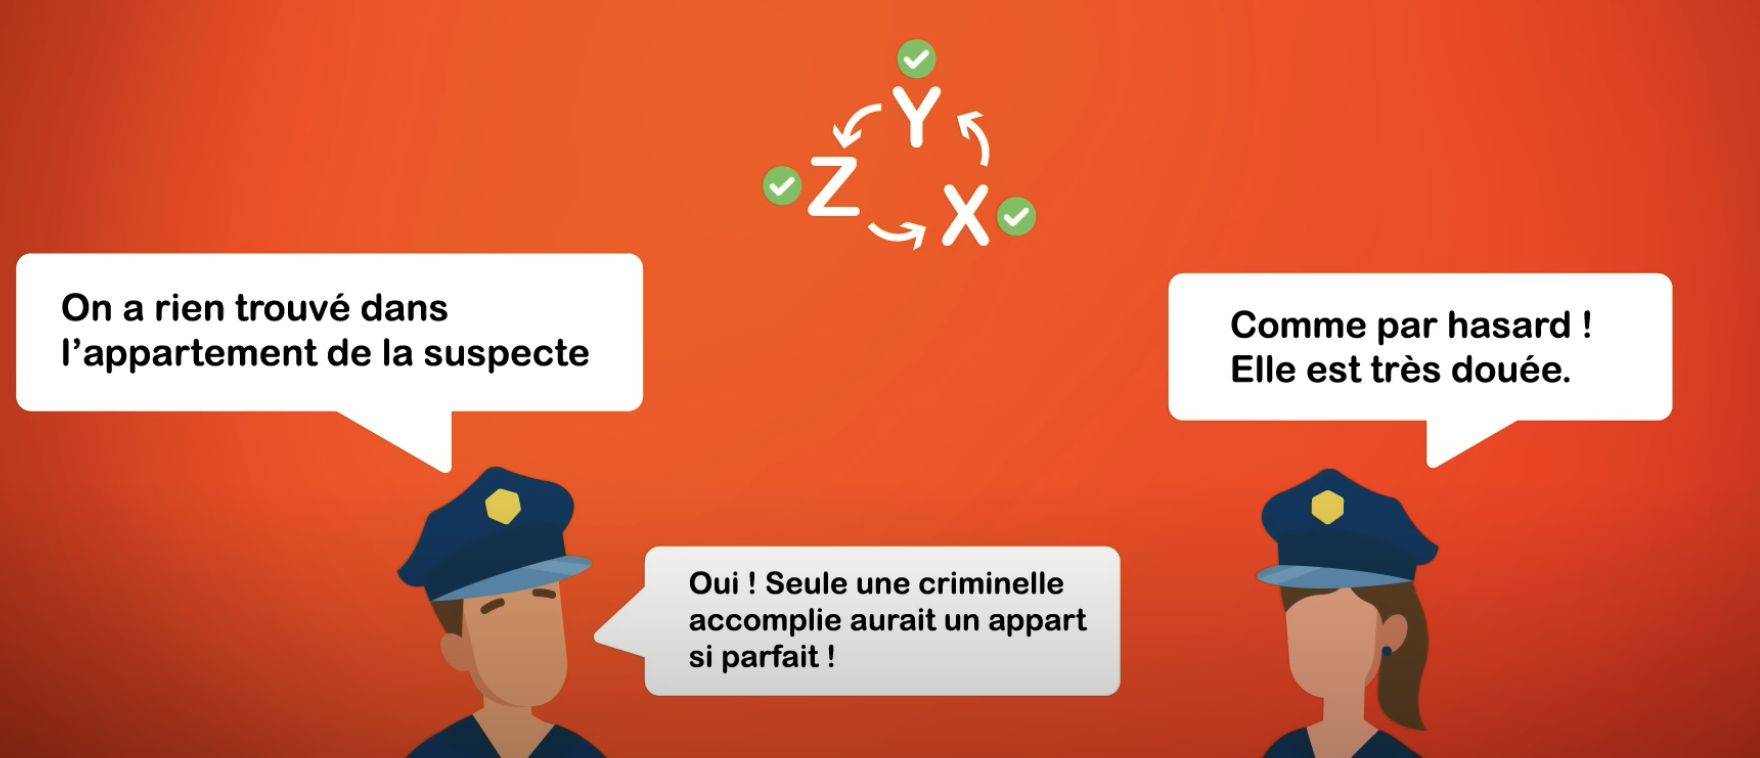 Y
Z
X
On a rien trouvé dans
l’appartement de la suspecte
Comme par hasard !
Elle est très douée.
Oui ! Seule une criminelle
accomplie aurait un appart
si parfait !